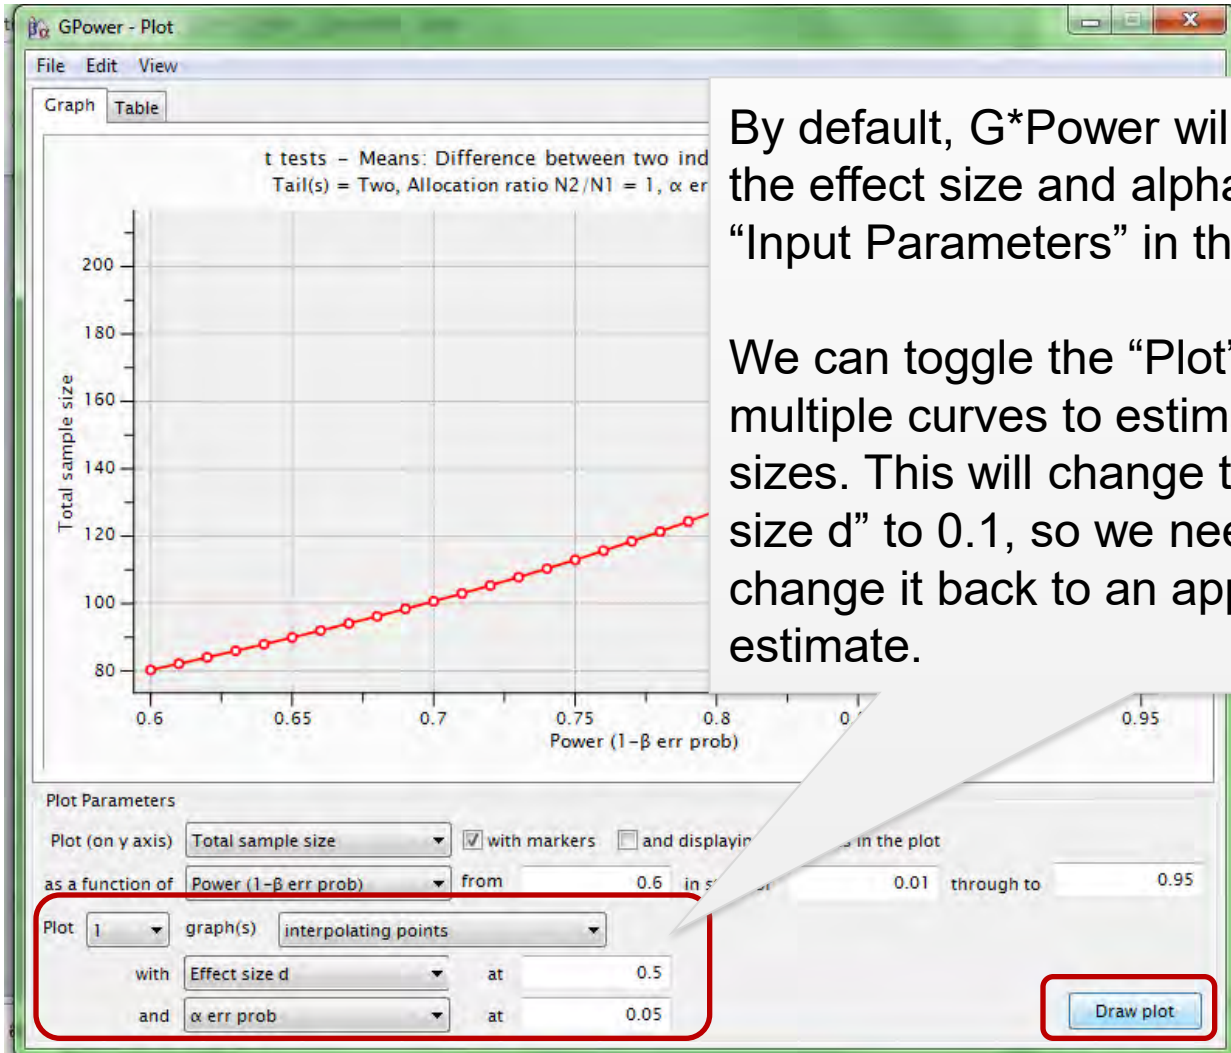 GPower - Plot
File Edit View
Graph Table
t tests – Means: Difference between two ind
Tail(s) = Two, Allocation ratio N2/N1 = 1, α er
200
180
160
140
120
100
80
Total sample size
0.6 0.65 0.7 0.75 0.8 0. 0.95
Power (1-β err prob)
By default, G*Power wil
the effect size and alpha
“Input Parameters” in th
We can toggle the “Plot”
multiple curves to estim
sizes. This will change t
size d” to 0.1, so we nee
change it back to an app
estimate.
Plot Parameters
Plot (on y axis) Total sample size with markers and displayin in the plot
as a function of Power (1-β err prob) from 0.6 in s 0.01 through to 0.95
Plot 1 graph(s) interpolating points
with Effect size d at 0.5
and α err prob at 0.05
Draw plot